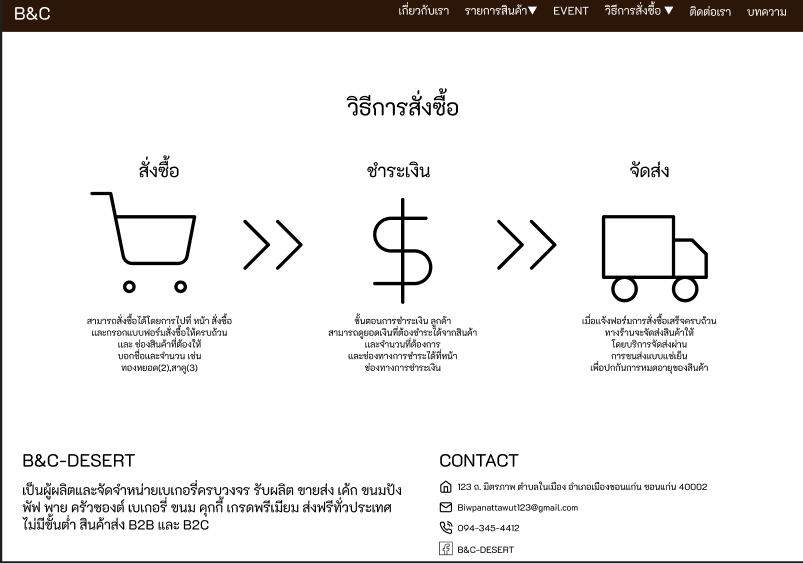 B&C
เกี่ยวกับเรา รายการสินค้า▼ EVENT วิธีการสั่งซื้อ ▼ ติดต่อเรา บทความ
วิธีการสั่งซื้อ
สั่งซื้อ
สามารถสั่งซื้อได้โดยการไปที่ หน้า สั่งซื้อ
และกรอกแบบฟอร์มสั่งซื้อให้ครบถ้วน
และ ช่องสินค้าที่ต้องให้
บอกชื่อและจำนวน เช่น
ทองหยอด(2),สาคู(3)
ชำระเงิน
ขั้นตอนการชำระเงิน ลูกค้า
สามารถดูยอดเงินที่ต้องชำระได้จากสินค้า
และจำนวนที่ต้องการ
และช่องทางการชำระได้ที่หน้า
ช่องทางการชำระเงิน
จัดส่ง
เมื่อแจ้งฟอร์มการสั่งซื้อเสร็จครบถ้วน
ทางร้านจะจัดส่งสินค้าให้
โดยบริการจัดส่งผ่าน
การขนส่งแบบแช่เย็น
เพื่อปกกันการหมดอายุของสินค้า
B&C-DESERT
เป็นผู้ผลิตและจัดจำหน่ายเบเกอรี่ครบวงจร รับผลิต ขายส่ง เค้ก ขนมปัง
พัฟ พาย ครัวซองต์ เบเกอรี่ ขนม คุกกี้ เกรดพรีเมียม ส่งฟรีทั่วประเทศ
ไม่มีขั้นต่ำ สินค้าส่ง B2B และ B2C
CONTACT
123 ถ. มิตรภาพ ตำบลในเมือง อำเภอเมืองขอนแก่น ขอนแก่น 40002
Biwpanattawut123@gmail.com
094-345-4412
B&C-DESERT